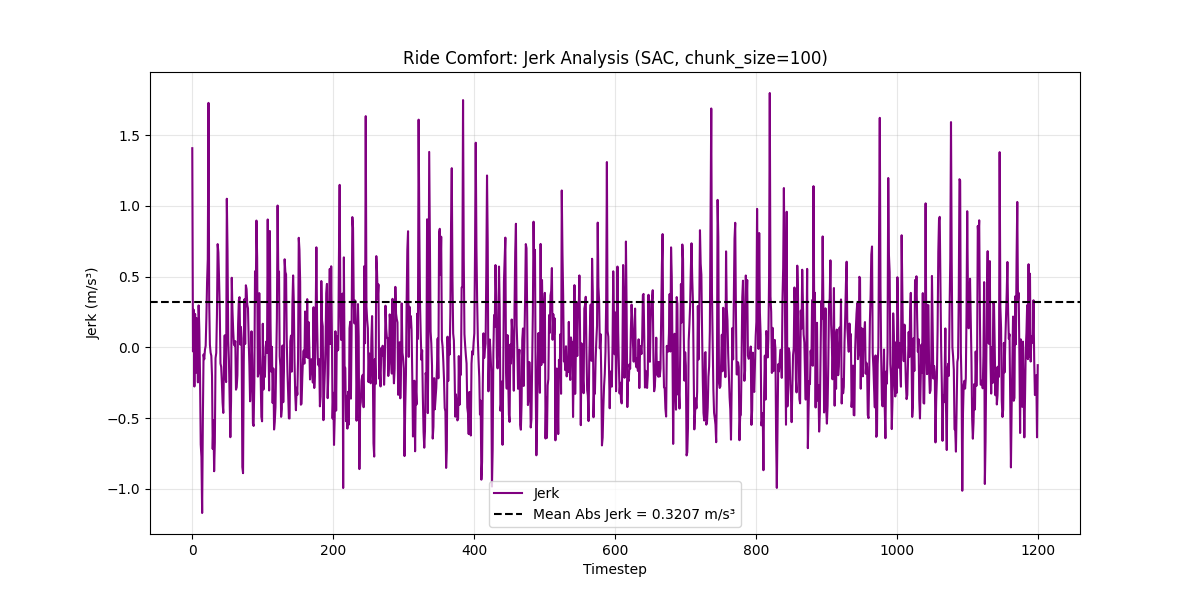 Ride Comfort: Jerk Analysis (SAC, chunk_size=100)
Jerk (m/s³)
1.5
1.0
0.5
0.0
−0.5
−1.0
Jerk
Mean Abs Jerk = 0.3207 m/s³
0 200 400 600 800 1000 1200
Timestep